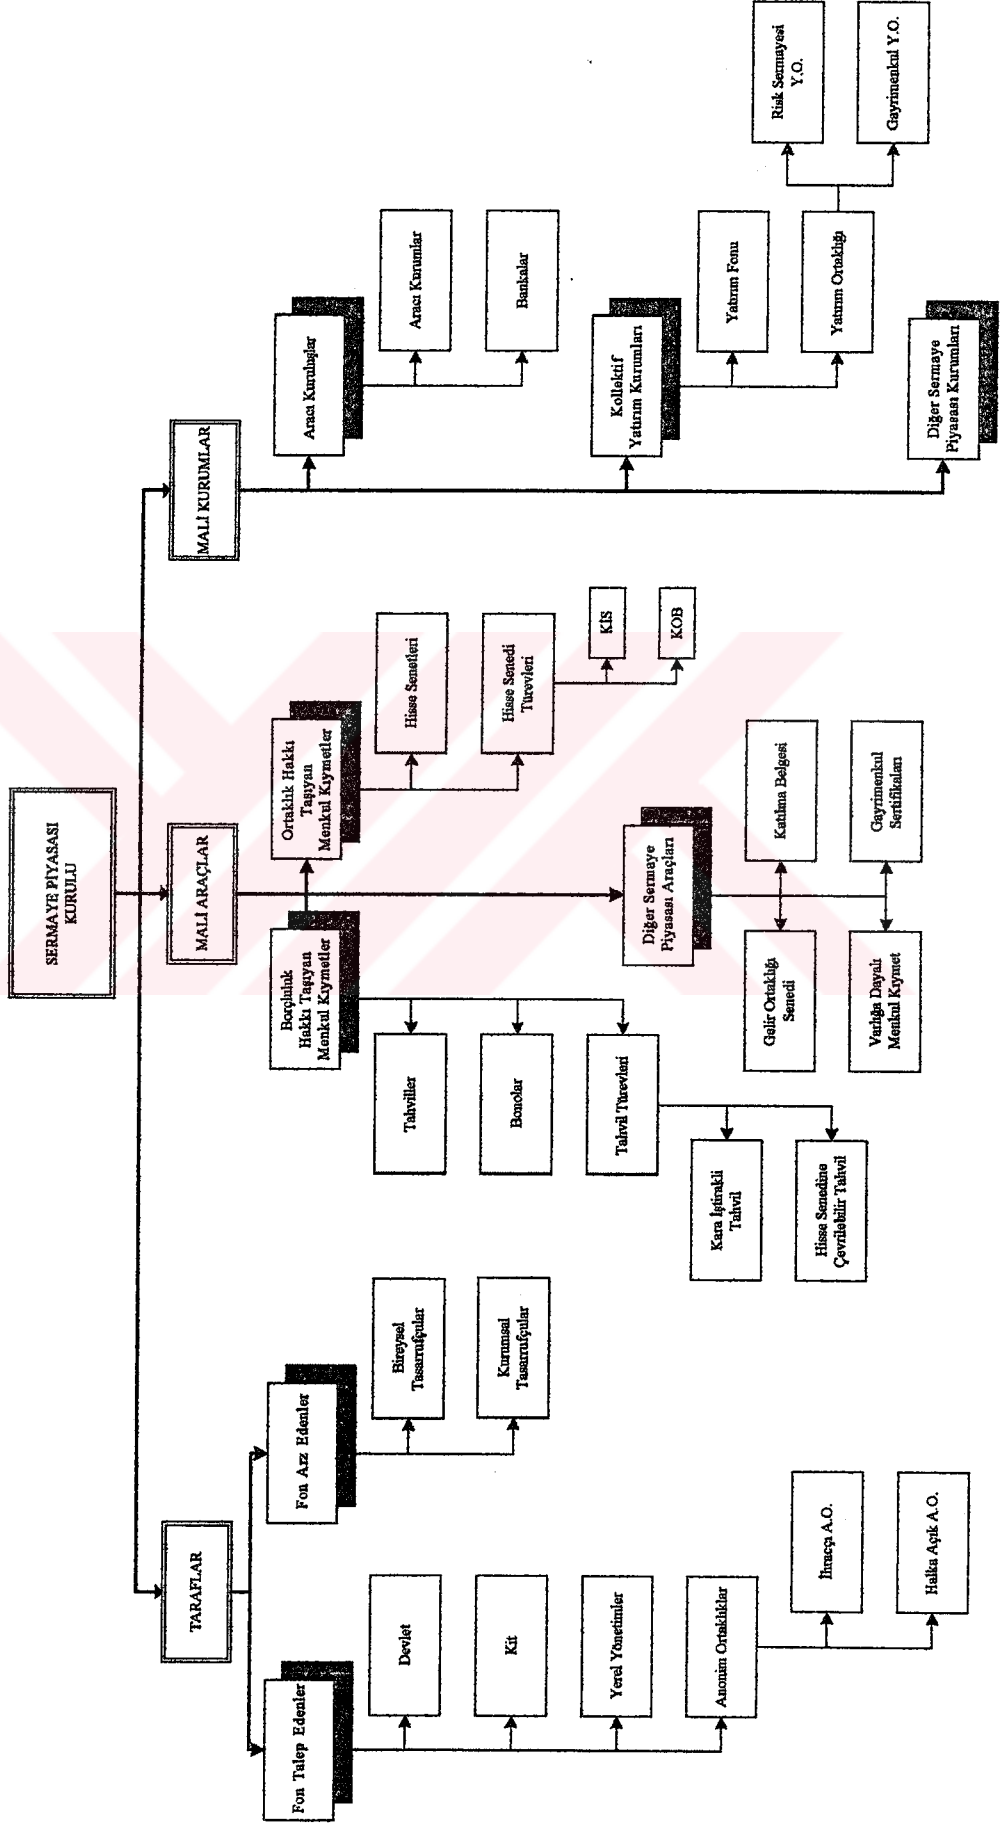 SERMAYE PİYASASI
KURULU
TARAFLAR
Fon Talep Edenler
Devlet
Kit
Yerel Yönetimler
Anonim Ortaklıklar
İhraççı A.O.
Halka Açık A.O.
Fon Arz Edenler
Bireysel
Tasarrufçular
Kurumsal
Tasarrufçular
MALİ ARAÇLAR
Borçluluk
Hakkı Taşıyan
Menkul Kıymetler
Tahviller
Bonolar
Tahvil Türevleri
Kara İştirakli
Tahvil
Hisse Senedine
Çevrilebilir Tahvil
Ortaklık Hakkı
Taşıyan
Menkul Kıymetler
Hisse Senetleri
Hisse Senedi
Türevleri
KİS
KOB
Diğer Sermaye
Piyasası Araçları
Gelir Ortaklığı
Senedi
Katılma Belgesi
Varlığa Dayalı
Menkul Kıymet
Gayrimenkul
Sertifikaları
MALİ KURUMLAR
Aracı Kuruluşlar
Aracı Kurumlar
Bankalar
Kollektif
Yatırım Kurumları
Yatırım Fonu
Yatırım Ortaklığı
Risk Sermayesi
Y.O.
Gayrimenkul Y.O.
Diğer Sermaye
Piyasası Kurumları